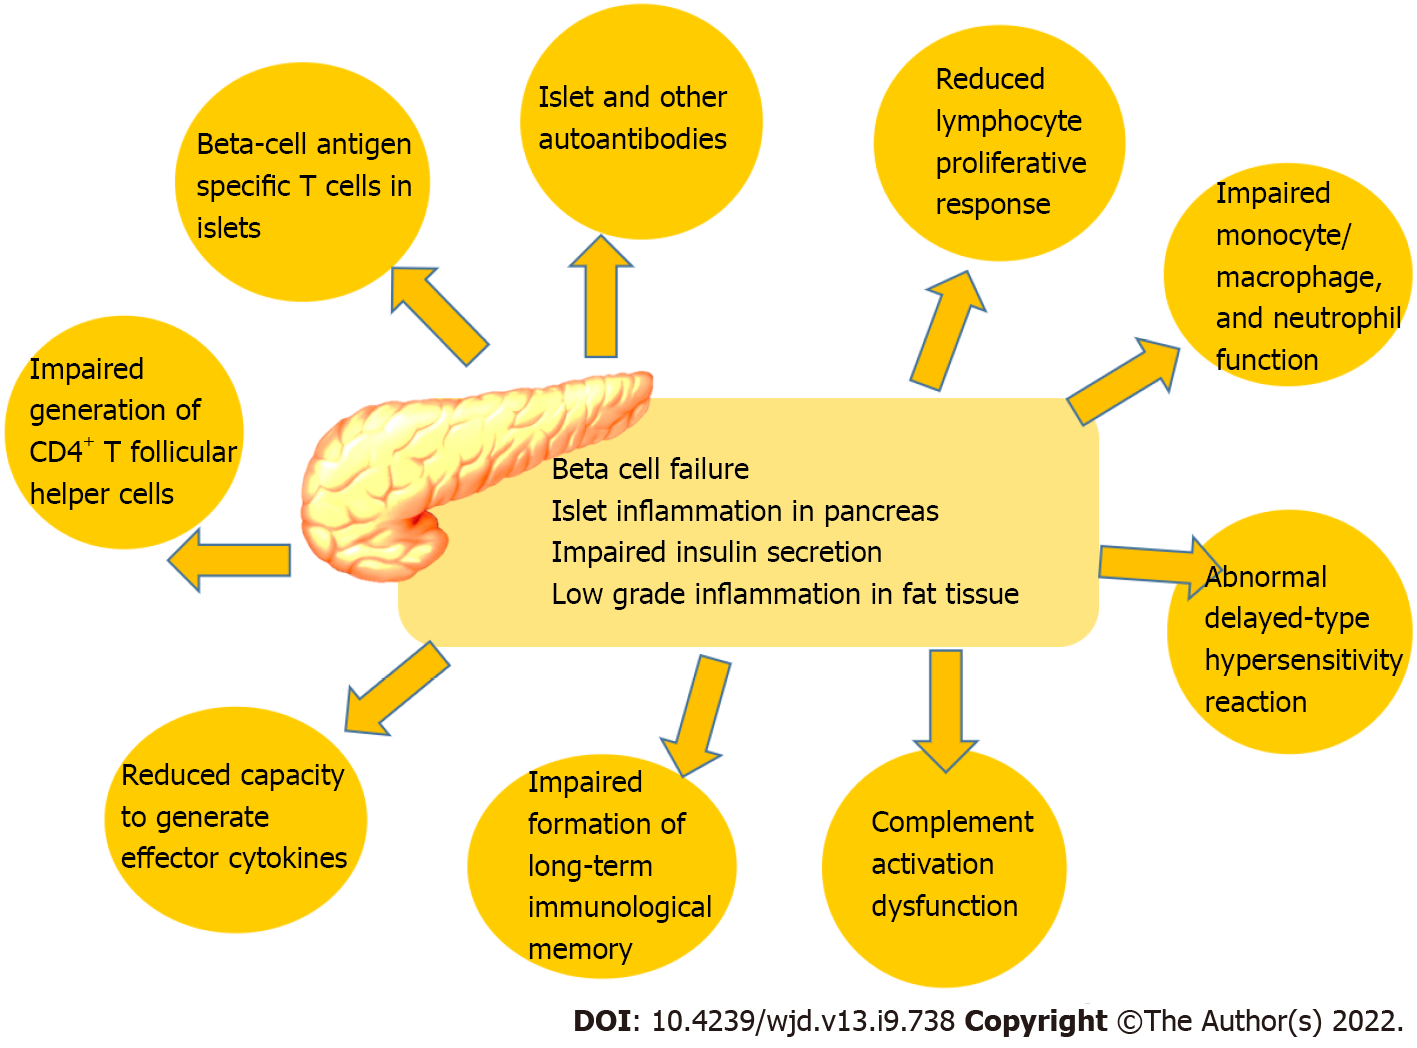 Islet and other
autoantibodies
Reduced
lymphocyte
proliferative
response
Beta-cell antigen
specific T cells in
islets
Impaired
monocyte/
macrophage,
and neutrophil
function
Impaired
generation of
CD4⁺ T follicular
helper cells
Beta cell failure
Islet inflammation in pancreas
Impaired insulin secretion
Low grade inflammation in fat tissue
Abnormal
delayed-type
hypersensitivity
reaction
Reduced capacity
to generate
effector cytokines
Impaired
formation of
long-term
immunological
memory
Complement
activation
dysfunction
DOI: 10.4239/wjd.v13.i9.738 Copyright ©The Author(s) 2022.